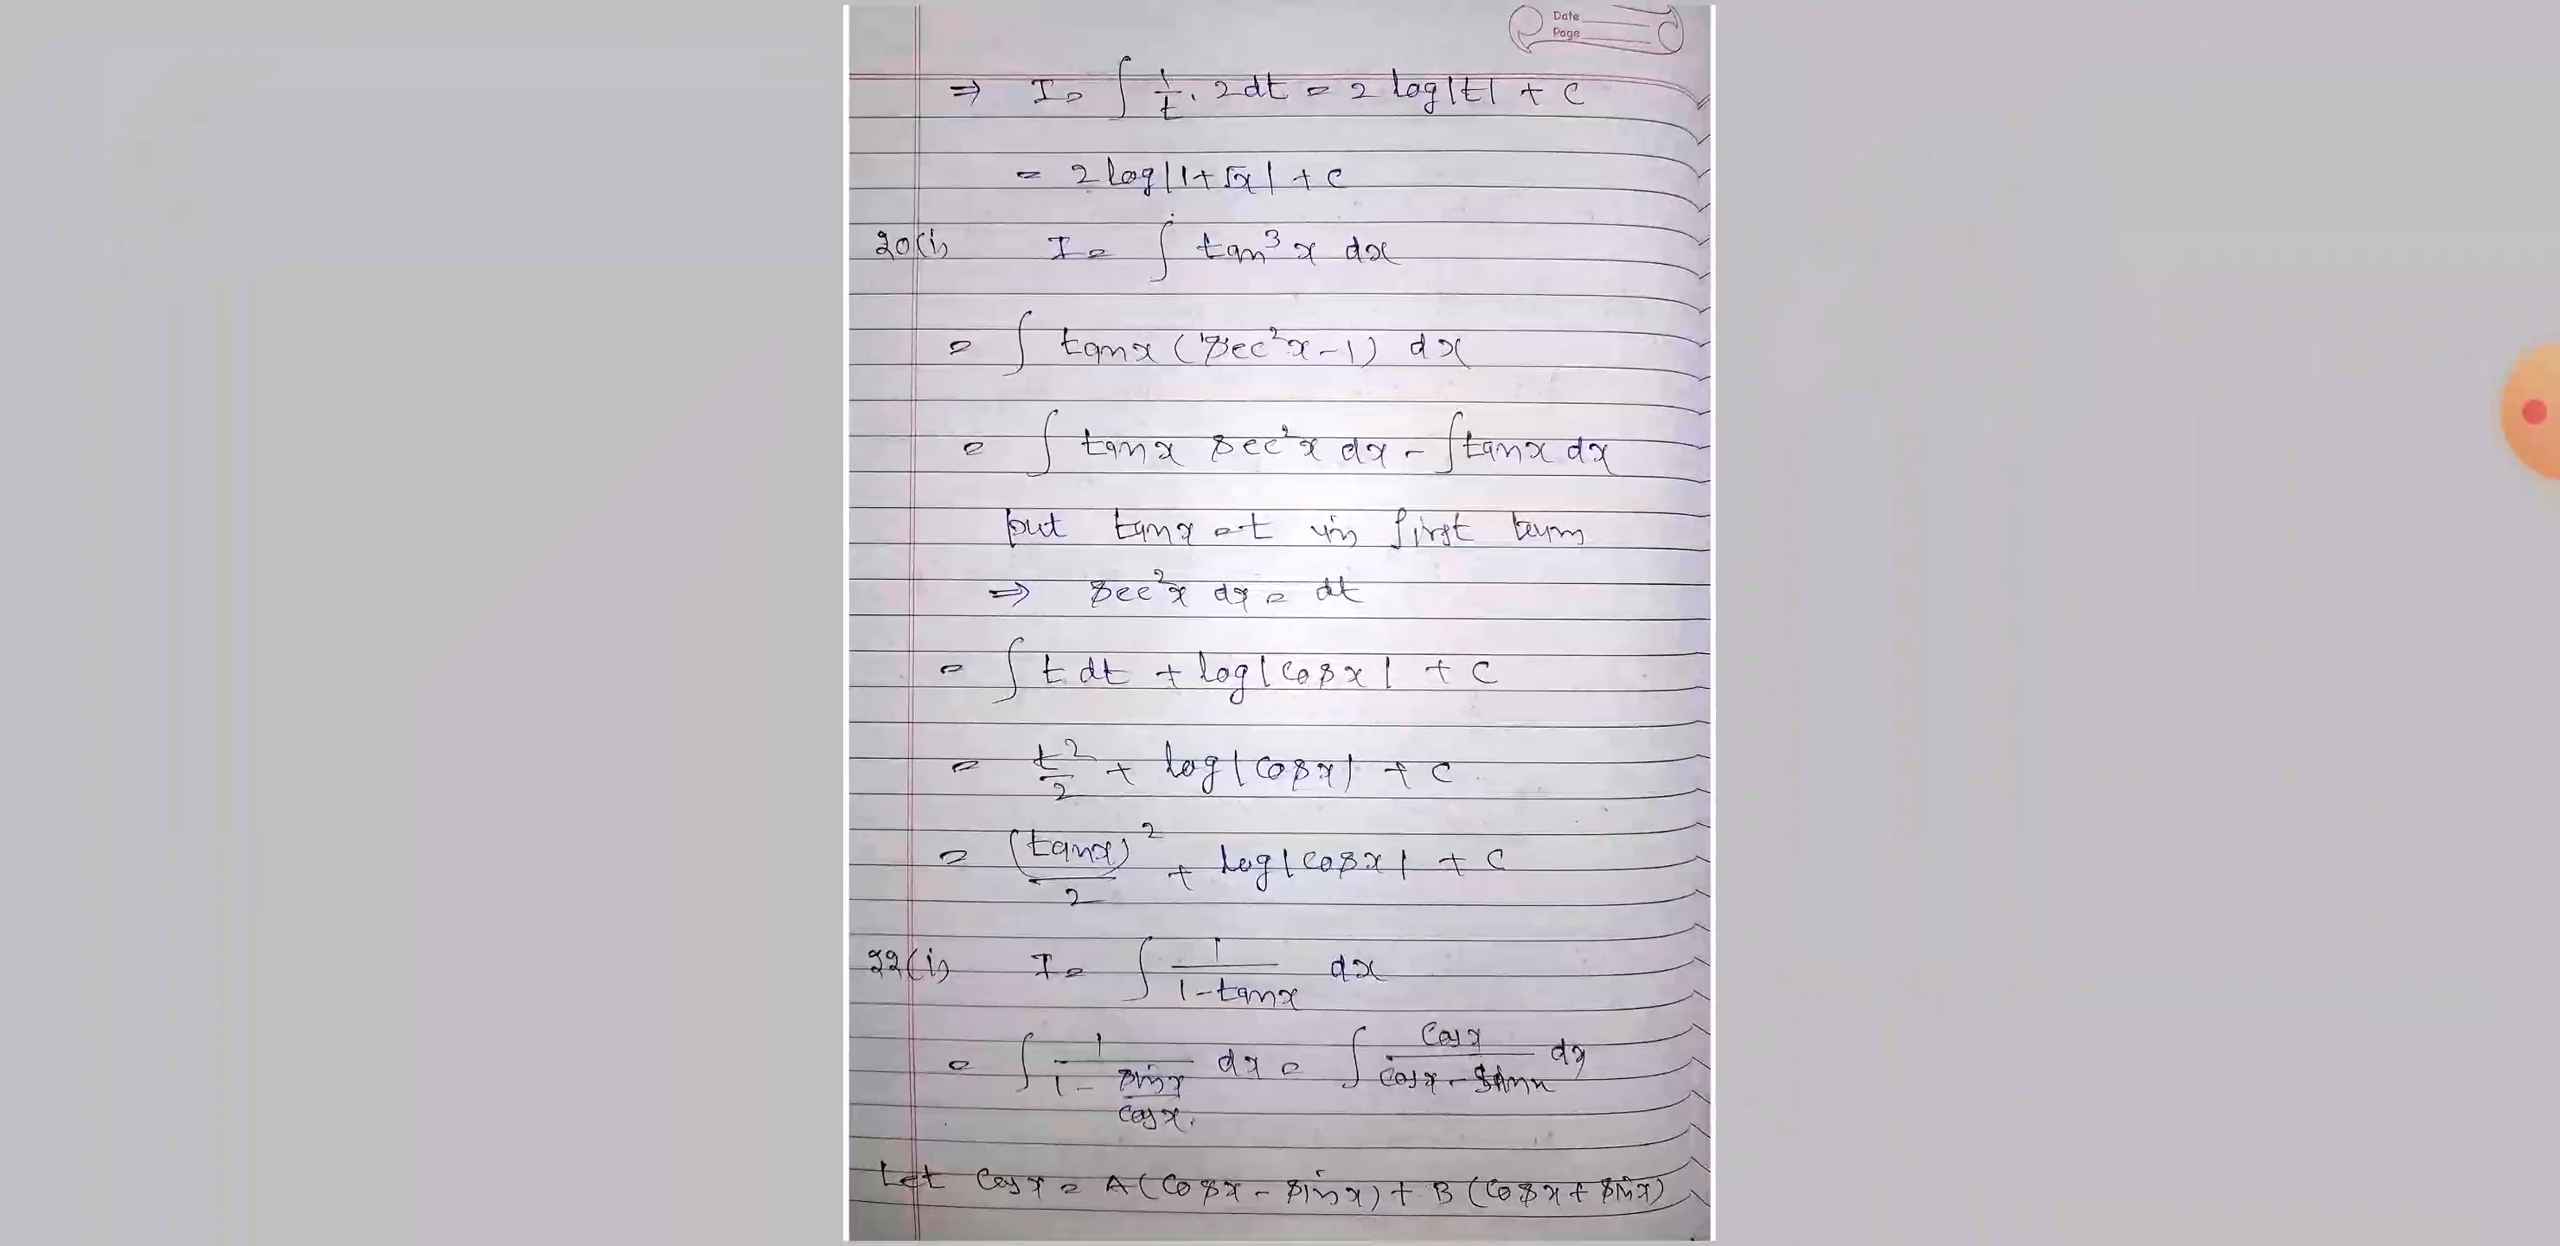 Date
Page
⇒ I = ∫ 1/t . 2dt = 2 log|t| + c
= 2 log|1+√x| + c
20(i) I = ∫ tan³x dx
= ∫ tanx (sec²x-1) dx
= ∫ tanx sec²x dx - ∫tanx dx
put tanx = t in first term
⇒ sec²x dx = dt
= ∫ t dt + log|cosx| + c
= t²/2 + log|cosx| + c
= (tanx)²/2 + log|cosx| + c
22(i) I = ∫ 1/(1-tanx) dx
= ∫ 1/(1 - sinx/cosx) dx = ∫ cosx/(cosx - sinx) dx
Let cosx = A(cosx - sinx) + B(cosx + sinx)